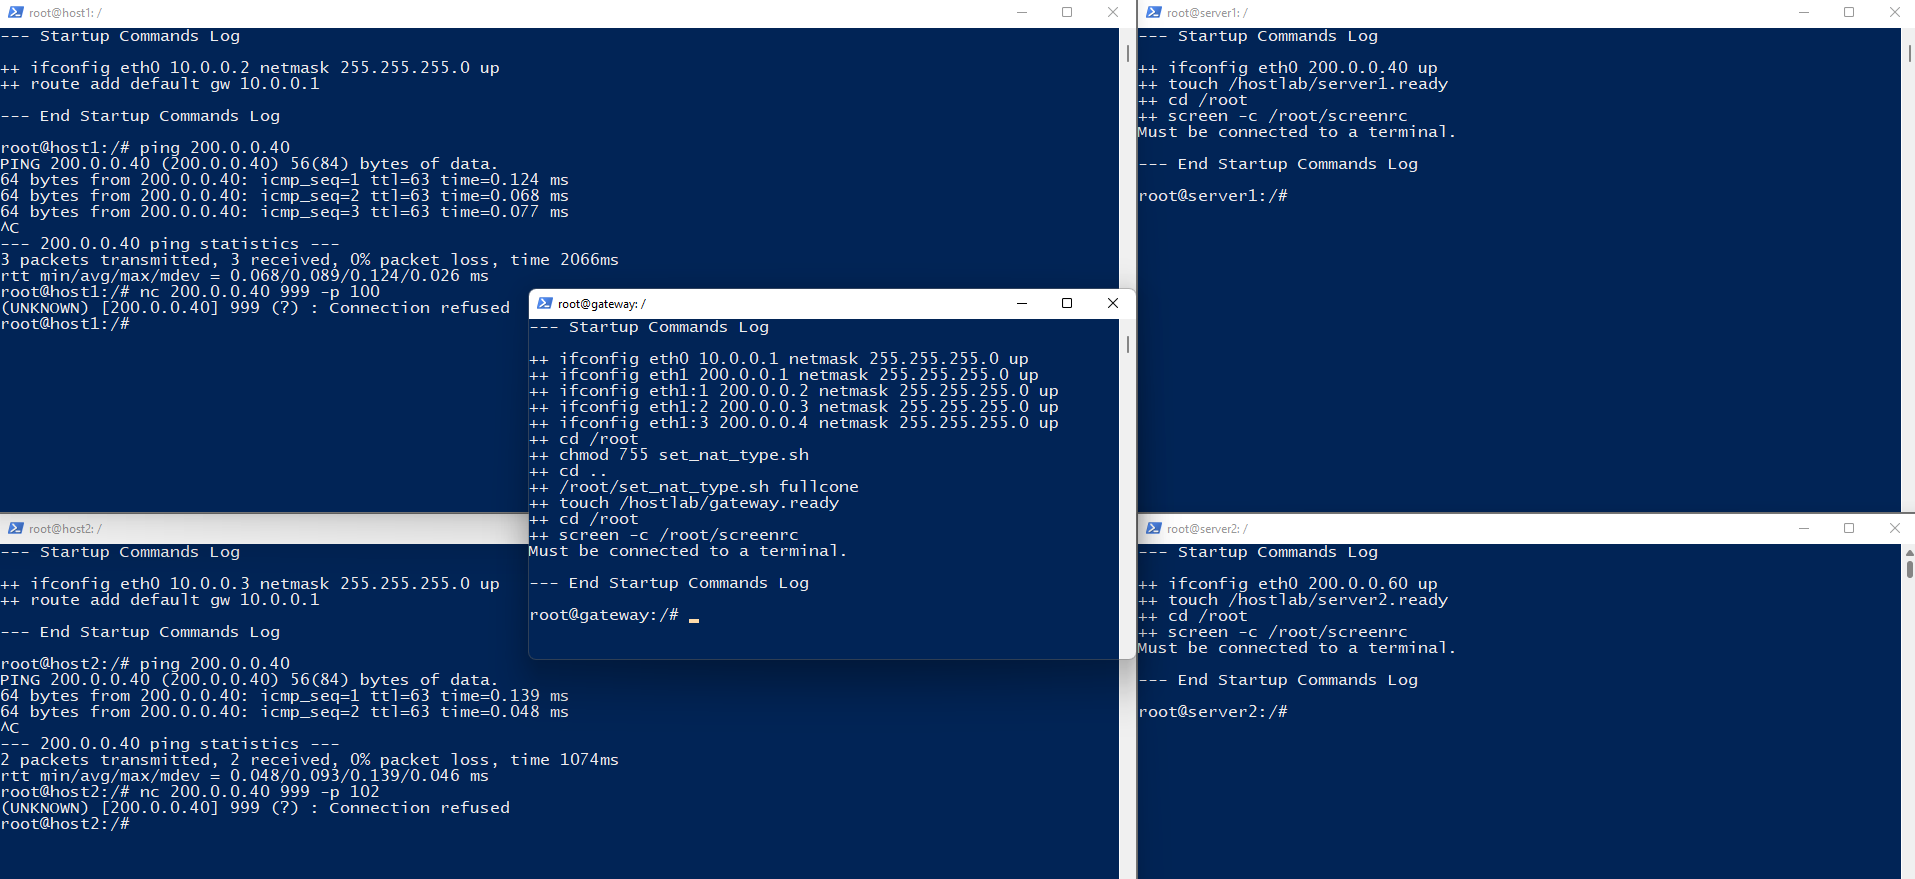 root@host1: /
--- Startup Commands Log
++ ifconfig eth0 10.0.0.2 netmask 255.255.255.0 up
++ route add default gw 10.0.0.1
--- End Startup Commands Log
root@host1:/# ping 200.0.0.40
PING 200.0.0.40 (200.0.0.40) 56(84) bytes of data.
64 bytes from 200.0.0.40: icmp_seq=1 ttl=63 time=0.124 ms
64 bytes from 200.0.0.40: icmp_seq=2 ttl=63 time=0.068 ms
64 bytes from 200.0.0.40: icmp_seq=3 ttl=63 time=0.077 ms
^C
--- 200.0.0.40 ping statistics ---
3 packets transmitted, 3 received, 0% packet loss, time 2066ms
rtt min/avg/max/mdev = 0.068/0.089/0.124/0.026 ms
root@host1:/# nc 200.0.0.40 999 -p 100
(UNKNOWN) [200.0.0.40] 999 (?) : Connection refused
root@host1:/#
root@server1: /
--- Startup Commands Log
++ ifconfig eth0 200.0.0.40 up
++ touch /hostlab/server1.ready
++ cd /root
++ screen -c /root/screenrc
Must be connected to a terminal.
--- End Startup Commands Log
root@server1:/#
root@gateway: /
--- Startup Commands Log
++ ifconfig eth0 10.0.0.1 netmask 255.255.255.0 up
++ ifconfig eth1 200.0.0.1 netmask 255.255.255.0 up
++ ifconfig eth1:1 200.0.0.2 netmask 255.255.255.0 up
++ ifconfig eth1:2 200.0.0.3 netmask 255.255.255.0 up
++ ifconfig eth1:3 200.0.0.4 netmask 255.255.255.0 up
++ cd /root
++ chmod 755 set_nat_type.sh
++ cd ..
++ /root/set_nat_type.sh fullcone
++ touch /hostlab/gateway.ready
++ cd /root
++ screen -c /root/screenrc
Must be connected to a terminal.
--- End Startup Commands Log
root@gateway:/#
root@host2: /
--- Startup Commands Log
++ ifconfig eth0 10.0.0.3 netmask 255.255.255.0 up
++ route add default gw 10.0.0.1
--- End Startup Commands Log
root@host2:/# ping 200.0.0.40
PING 200.0.0.40 (200.0.0.40) 56(84) bytes of data.
64 bytes from 200.0.0.40: icmp_seq=1 ttl=63 time=0.139 ms
64 bytes from 200.0.0.40: icmp_seq=2 ttl=63 time=0.048 ms
^C
--- 200.0.0.40 ping statistics ---
2 packets transmitted, 2 received, 0% packet loss, time 1074ms
rtt min/avg/max/mdev = 0.048/0.093/0.139/0.046 ms
root@host2:/# nc 200.0.0.40 999 -p 102
(UNKNOWN) [200.0.0.40] 999 (?) : Connection refused
root@host2:/#
root@server2: /
--- Startup Commands Log
++ ifconfig eth0 200.0.0.60 up
++ touch /hostlab/server2.ready
++ cd /root
++ screen -c /root/screenrc
Must be connected to a terminal.
--- End Startup Commands Log
root@server2:/#